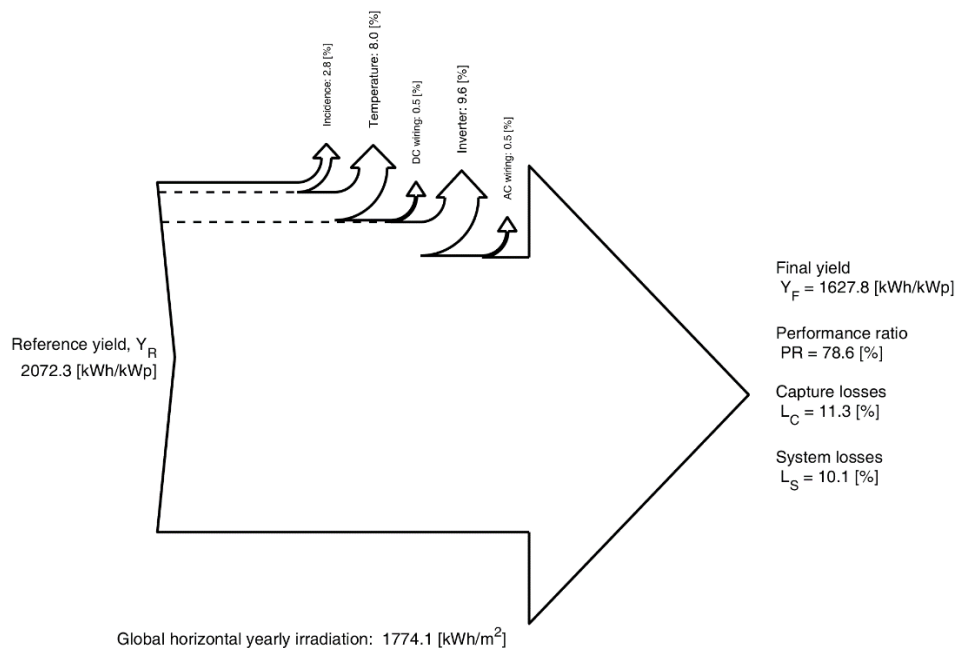 Incidence: 2.8 [%]
Temperature: 8.0 [%]
DC wiring: 0.5 [%]
Inverter: 9.6 [%]
AC wiring: 0.5 [%]
Reference yield, Y_R
2072.3 [kWh/kWp]
Final yield
Y_F = 1627.8 [kWh/kWp]
Performance ratio
PR = 78.6 [%]
Capture losses
L_C = 11.3 [%]
System losses
L_S = 10.1 [%]
Global horizontal yearly irradiation: 1774.1 [kWh/m²]